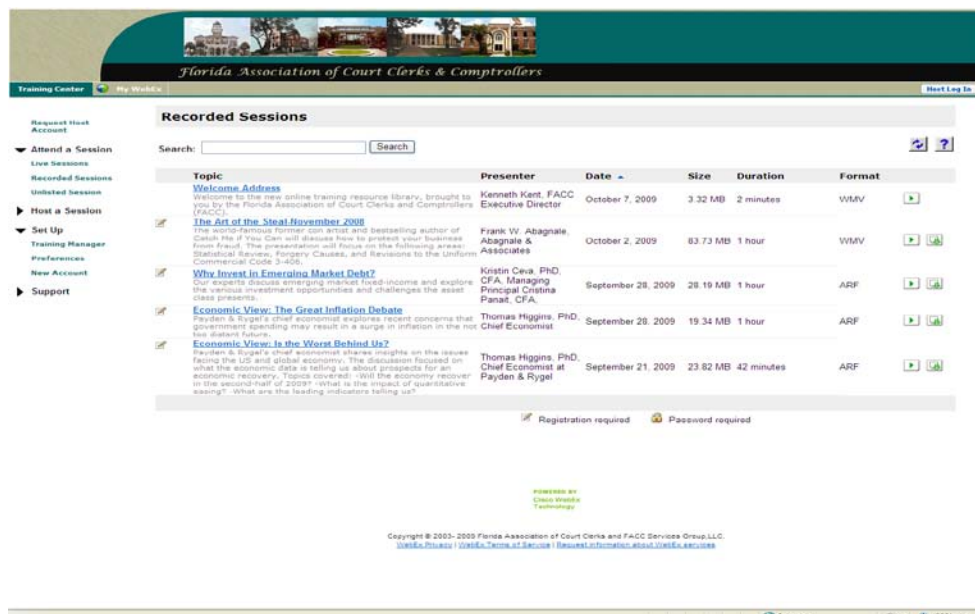 Florida Association of Court Clerks & Comptrollers
Training Center My WebEx Host Log In
Request Host
Account
Attend a Session
Live Sessions
Recorded Sessions
Unlisted Session
Host a Session
Set Up
Training Manager
Preferences
New Account
Support
Recorded Sessions
Search: Search
Topic Presenter Date Size Duration Format
Welcome Address
Welcome to the new online training resource library, brought to
you by the Florida Association of Court Clerks and Comptrollers
(FACC).
Kenneth Kent, FACC
Executive Director
October 7, 2009 3.32 MB 2 minutes WMV
The Art of the Steal-November 2008
The world-famous former con artist and bestselling author of
Catch Me if You Can will discuss how to protect your business
from fraud. The presentation will focus on the following areas:
Statistical Review, Forgery Causes, and Revisions to the Uniform
Commercial Code 3-406.
Frank W. Abagnale,
Abagnale &
Associates
October 2, 2009 83.73 MB 1 hour WMV
Why Invest in Emerging Market Debt?
Our experts discuss emerging market fixed-income and explore
the various investment opportunities and challenges the asset
class presents.
Kristin Ceva, PhD,
CFA, Managing
Principal Cristina
Panait, CFA.
September 28, 2009 28.19 MB 1 hour ARF
Economic View: The Great Inflation Debate
Payden & Rygel's chief economist explores recent concerns that
government spending may result in a surge in inflation in the not
too distant future.
Thomas Higgins, PhD,
Chief Economist
September 28, 2009 19.34 MB 1 hour ARF
Economic View: Is the Worst Behind Us?
Payden & Rygel's chief economist shares insights on the issues
facing the US and global economy. The discussion focused on
what the economic data is telling us about prospects for an
economic recovery. Topics covered: -Will the economy recover
in the second-half of 2009? -What is the impact of quantitative
easing? -What are the leading indicators telling us?
Thomas Higgins, PhD,
Chief Economist at
Payden & Rygel
September 21, 2009 23.82 MB 42 minutes ARF
Registration required Password required
POWERED BY
Cisco WebEx
Technology
Copyright © 2003- 2009 Florida Association of Court Clerks and FACC Services Group,LLC.
WebEx Privacy | WebEx Terms of Service | Request information about WebEx services